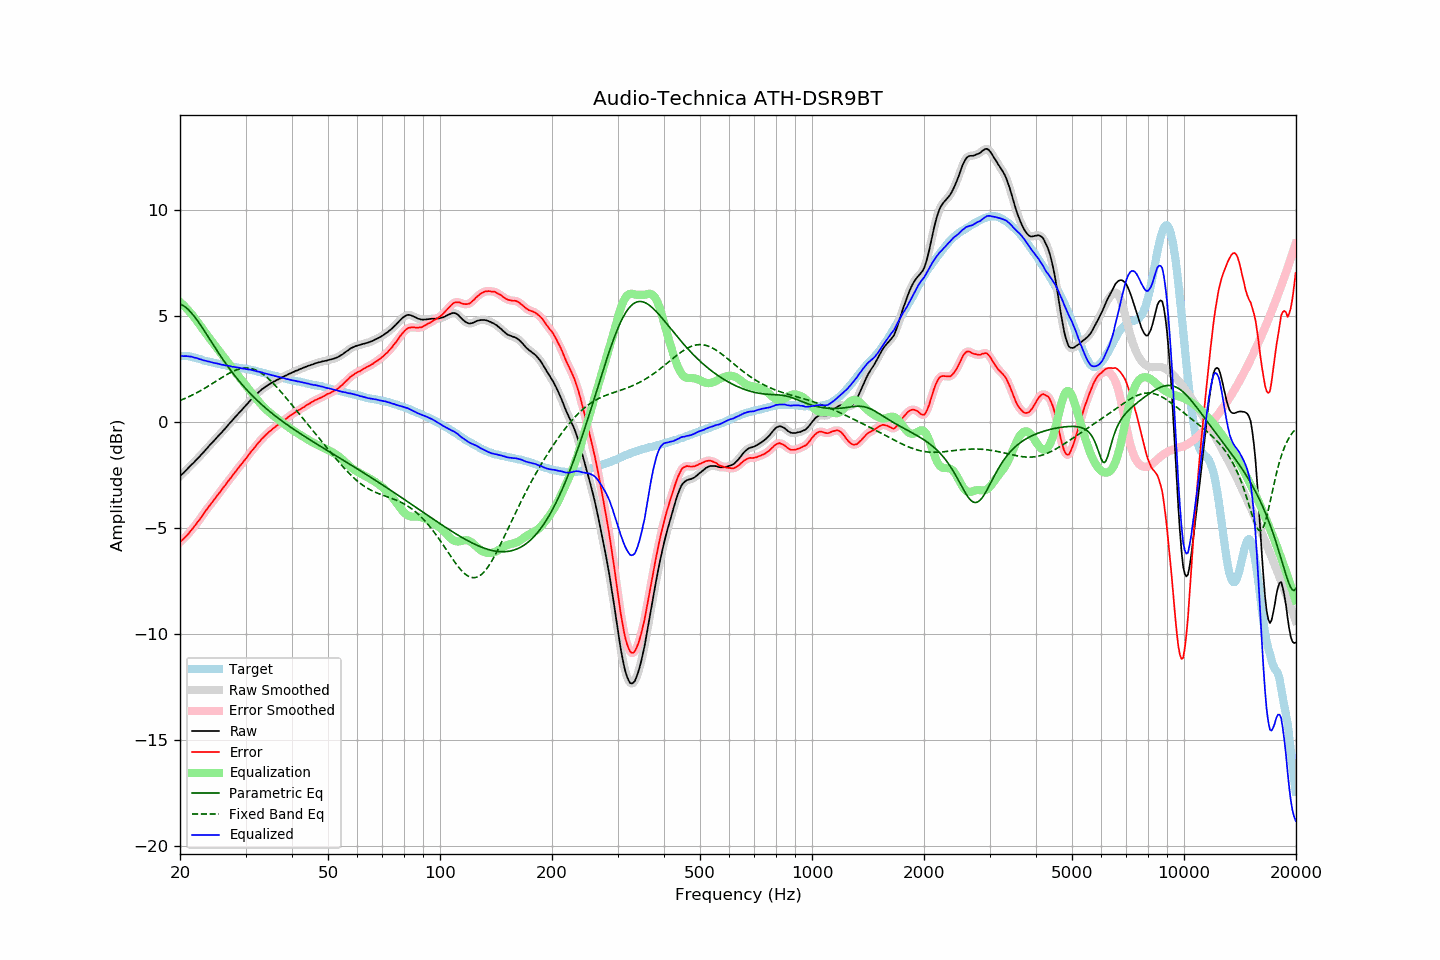 Audio-Technica ATH-DSR9BT
Amplitude (dBr)
10
5
0
−5
−10
−15
−20
Target
Raw Smoothed
Error Smoothed
Raw
Error
Equalization
Parametric Eq
Fixed Band Eq
Equalized
20 50 100 200 500 1000 2000 5000 10000 20000
Frequency (Hz)